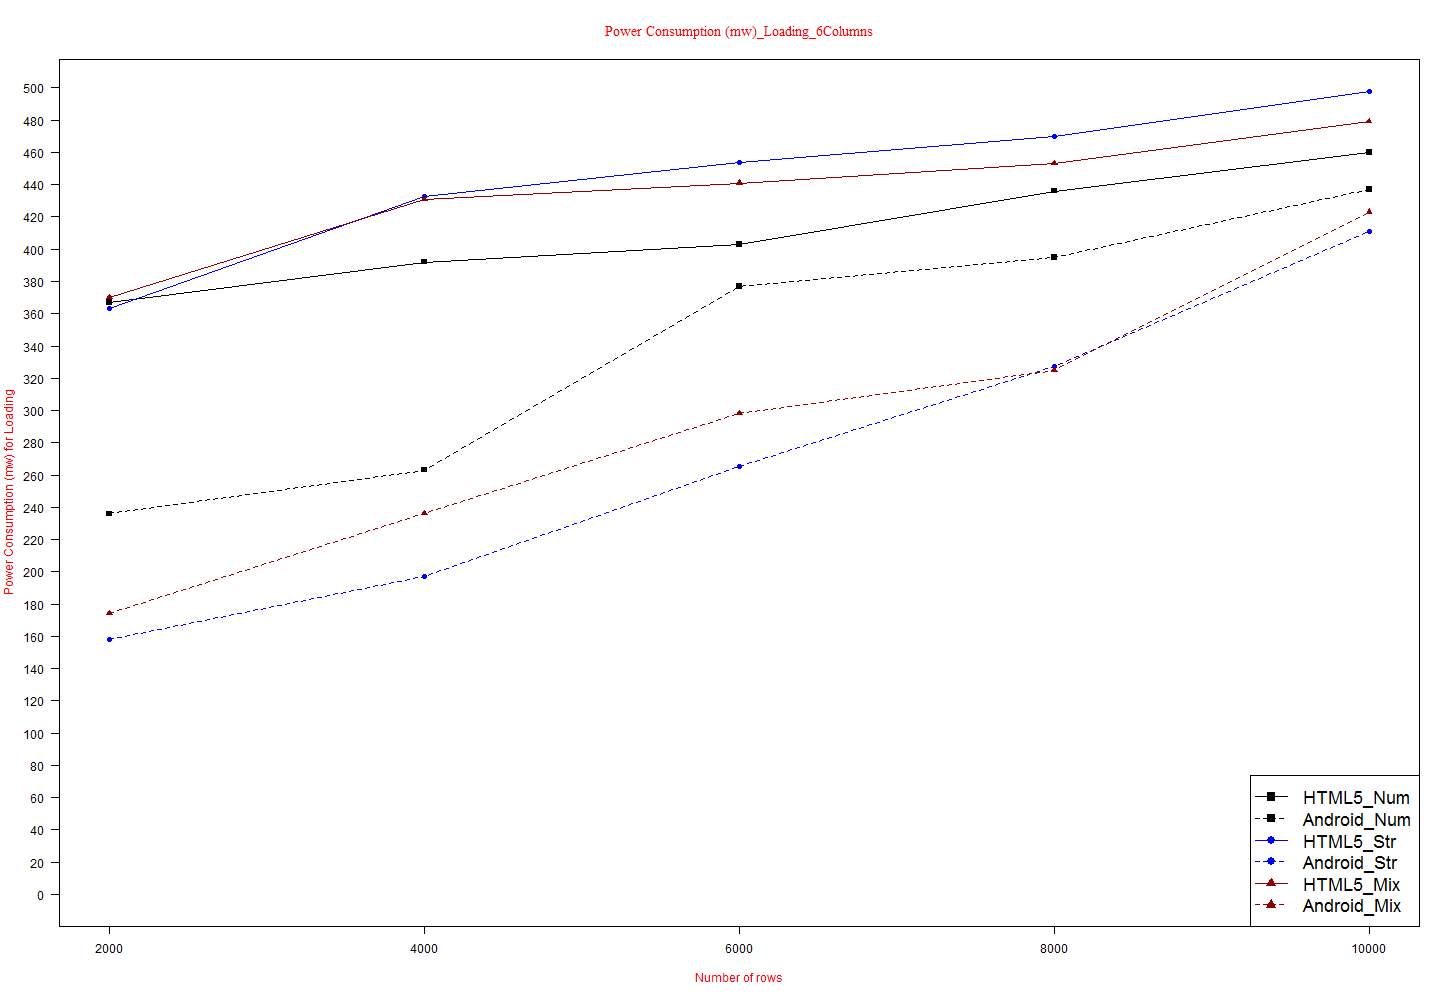 Power Consumption (mw)_Loading_6Columns
Power Consumption (mw) for Loading
500
480
460
440
420
400
380
360
340
320
300
280
260
240
220
200
180
160
140
120
100
80
60
40
20
0
HTML5_Num
Android_Num
HTML5_Str
Android_Str
HTML5_Mix
Android_Mix
2000 4000 6000 8000 10000
Number of rows